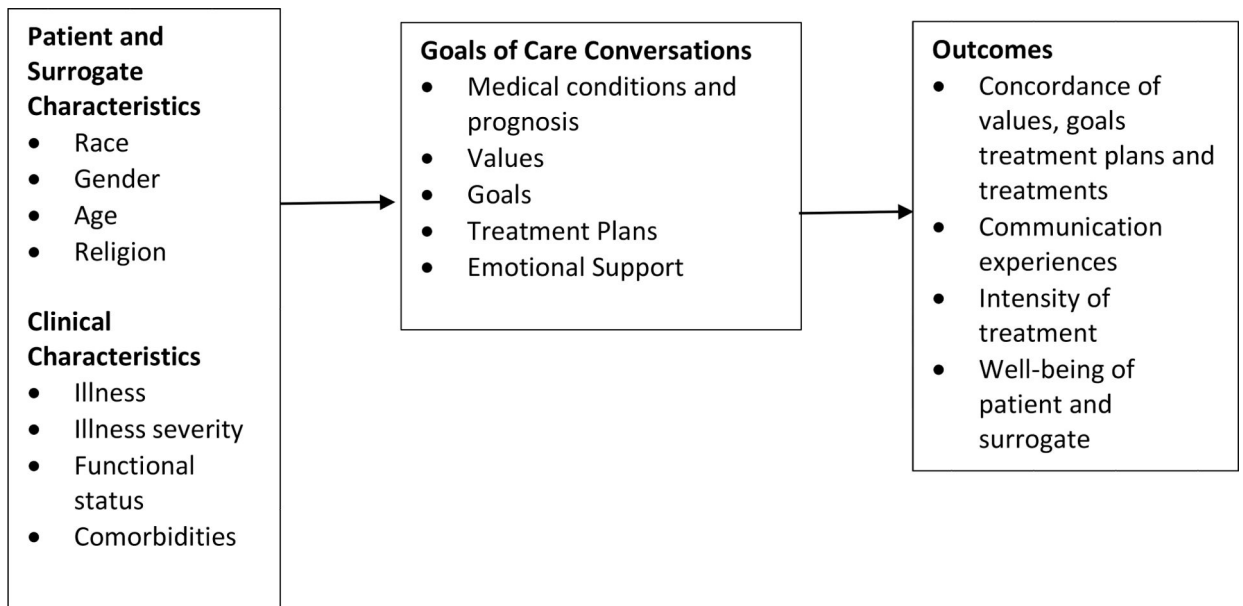 Patient and
Surrogate
Characteristics
• Race
• Gender
• Age
• Religion
Clinical
Characteristics
• Illness
• Illness severity
• Functional
status
• Comorbidities
Goals of Care Conversations
• Medical conditions and
prognosis
• Values
• Goals
• Treatment Plans
• Emotional Support
Outcomes
• Concordance of
values, goals
treatment plans and
treatments
• Communication
experiences
• Intensity of
treatment
• Well-being of
patient and
surrogate